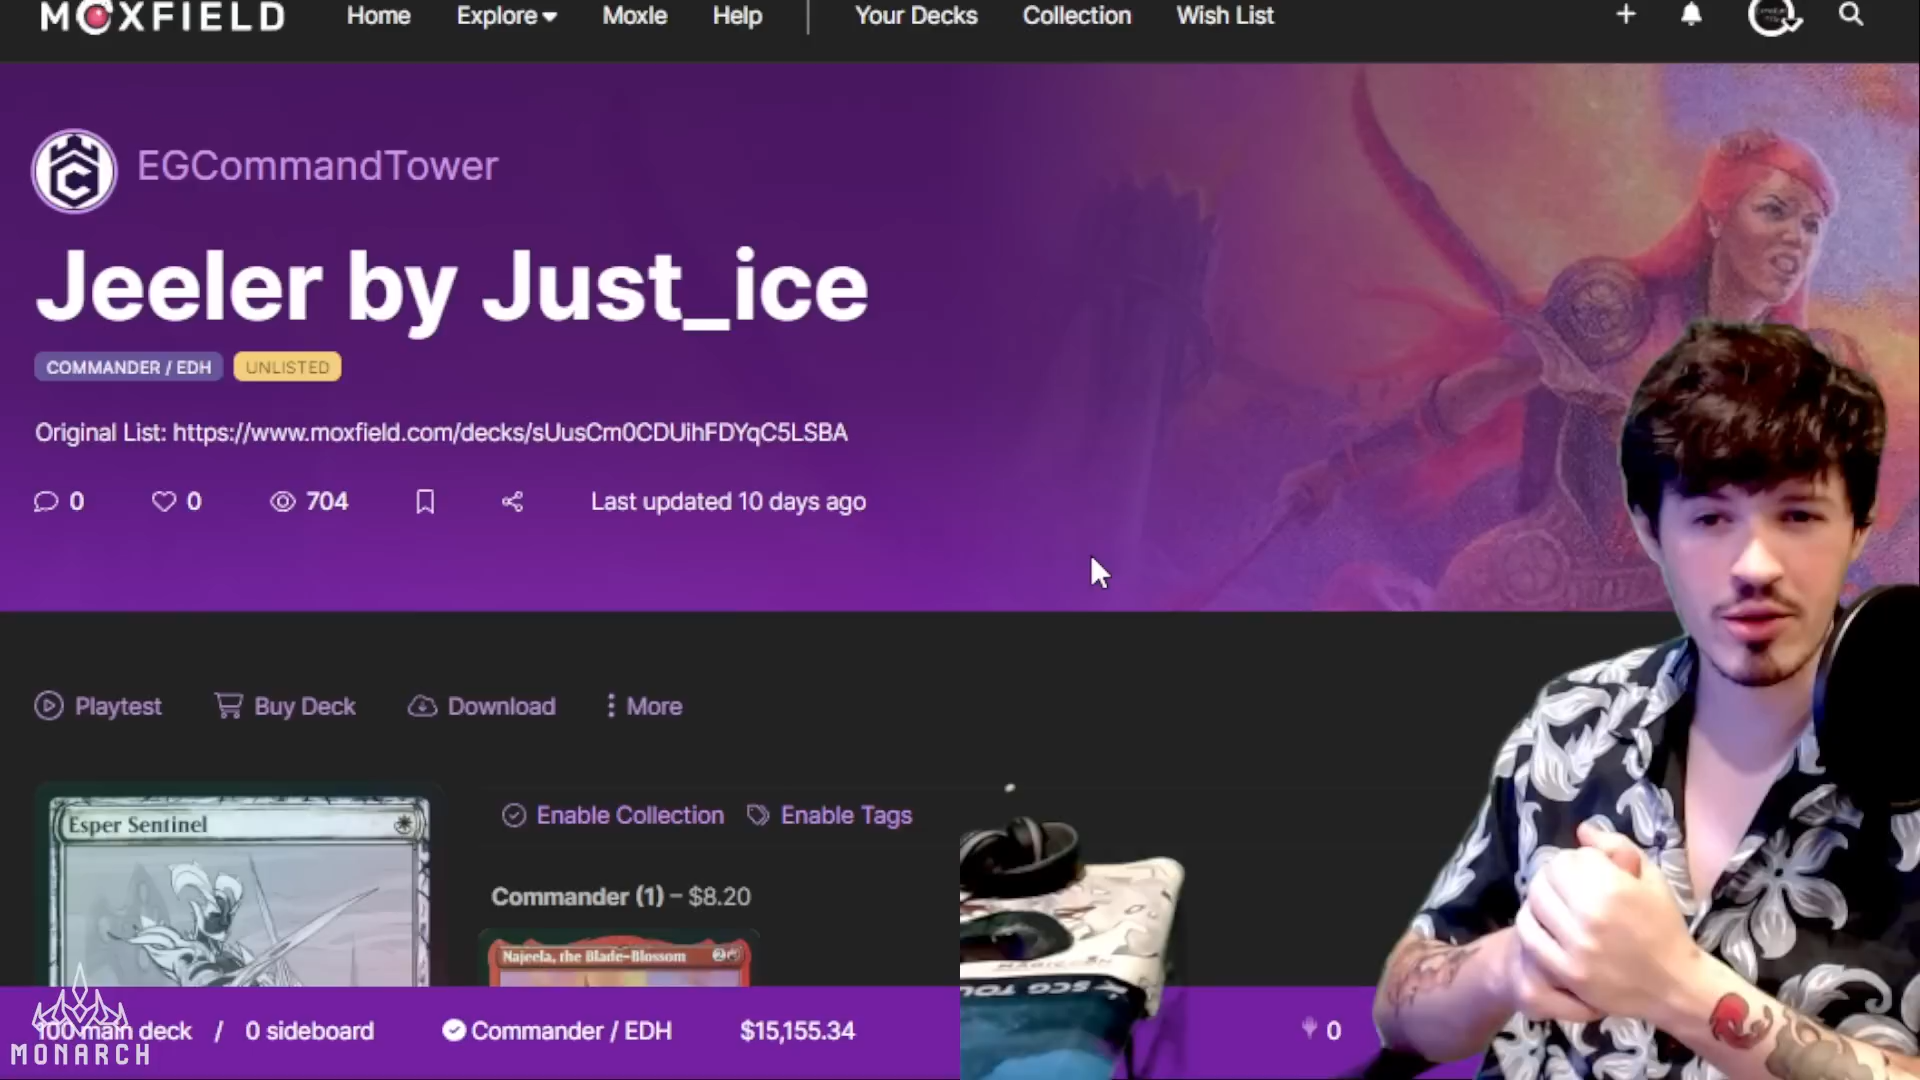 MOXFIELD
Home Explore Moxle Help Your Decks Collection Wish List
EGCommandTower
Jeeler by Just_ice
COMMANDER / EDH UNLISTED
Original List: https://www.moxfield.com/decks/sUusCm0CDUihFDYqC5LSBA
0 0 704 Last updated 10 days ago
Playtest Buy Deck Download More
Enable Collection Enable Tags
Esper Sentinel
Commander (1) – $8.20
Najeela, the Blade-Blossom 2
100 main deck / 0 sideboard Commander / EDH $15,155.34 0
MONARCH
SCG TOU